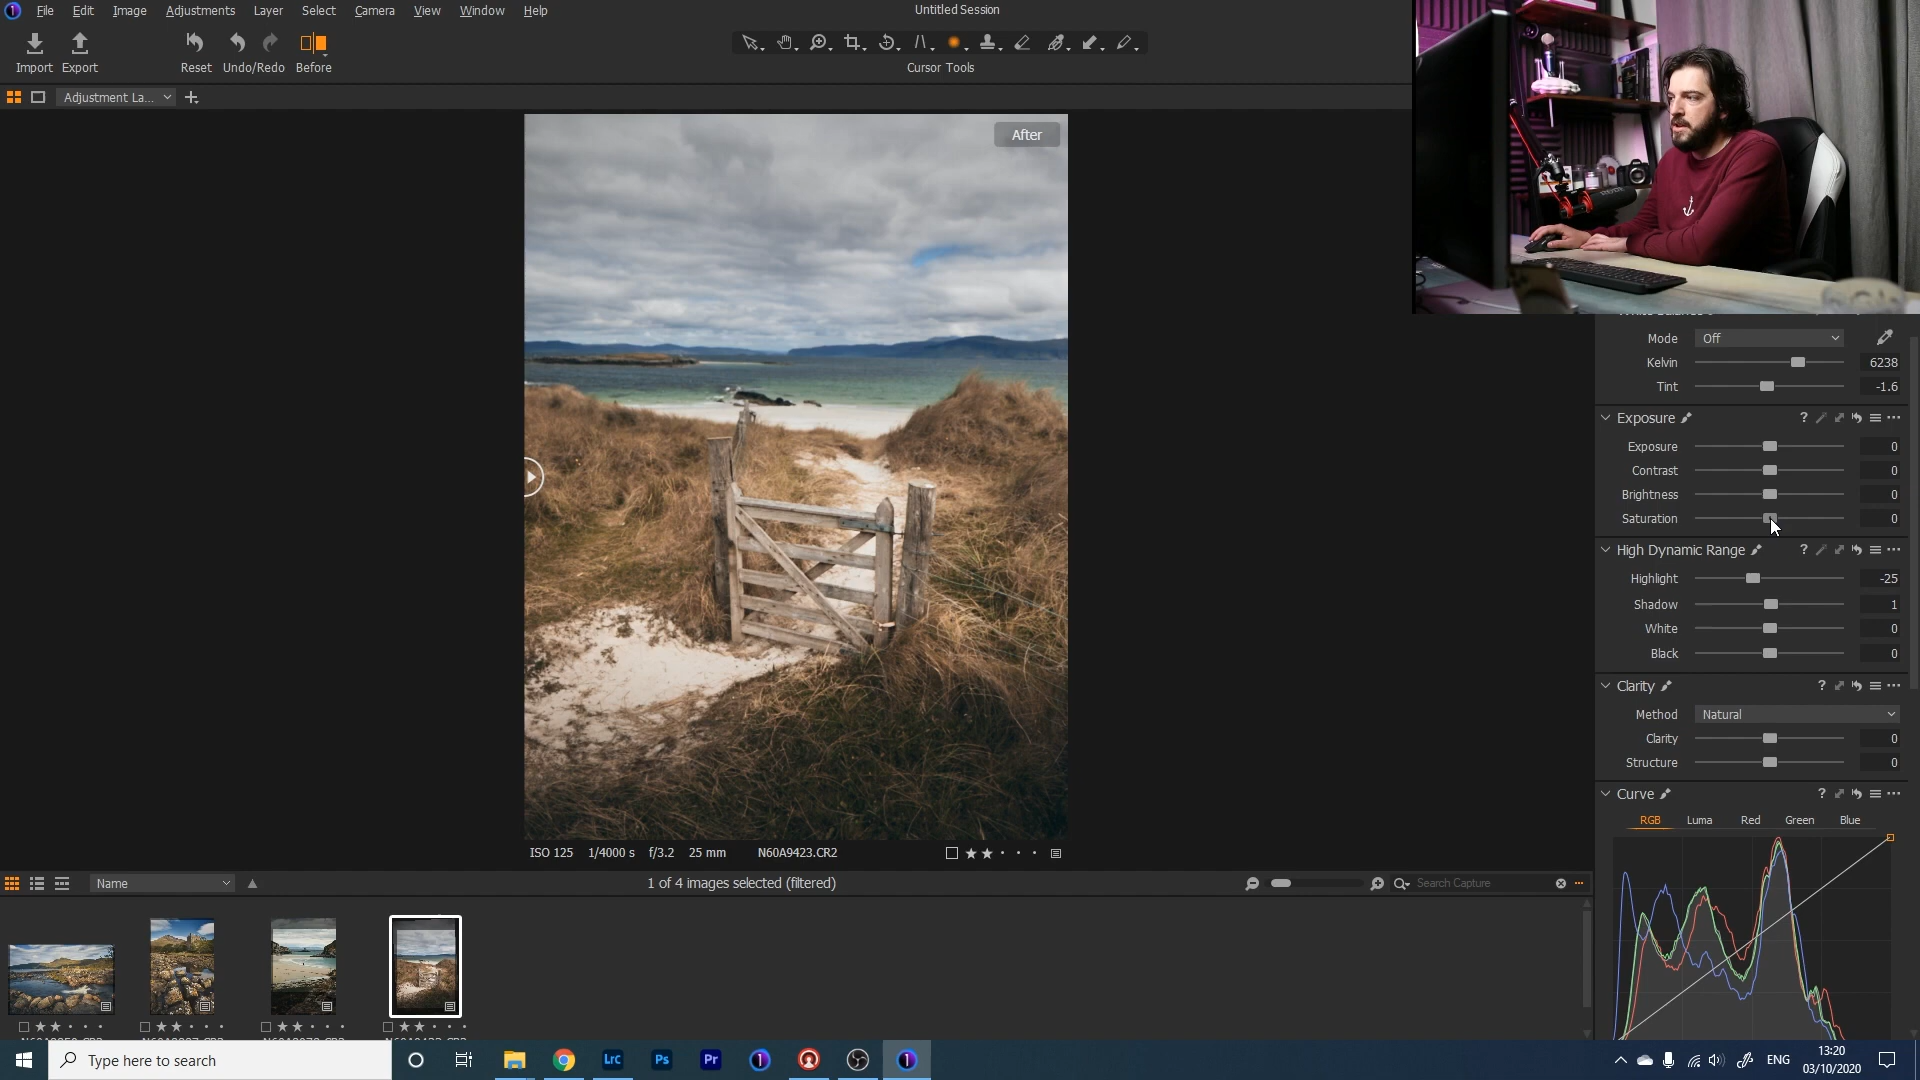 File Edit Image Adjustments Layer Select Camera View Window Help
Untitled Session
Import Export Reset Undo/Redo Before
Cursor Tools
Adjustment La...
After
Mode Off
Kelvin 6238
Tint -1.6
Exposure
Exposure 0
Contrast 0
Brightness 0
Saturation 0
High Dynamic Range
Highlight -25
Shadow 1
White 0
Black 0
Clarity
Method Natural
Clarity 0
Structure 0
Curve
RGB Luma Red Green Blue
ISO 125 1/4000 s f/3.2 25 mm N60A9423.CR2
Name
1 of 4 images selected (filtered)
Search Capture
Type here to search
Lrc Ps Pr
ENG
13:20
03/10/2020